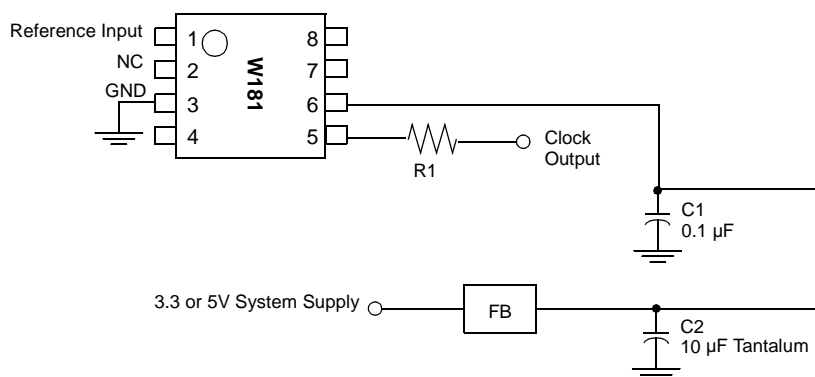 Reference Input
NC
GND
1
2
3
4
W181
8
7
6
5
R1
Clock
Output
C1
0.1 µF
3.3 or 5V System Supply
FB
C2
10 µF Tantalum